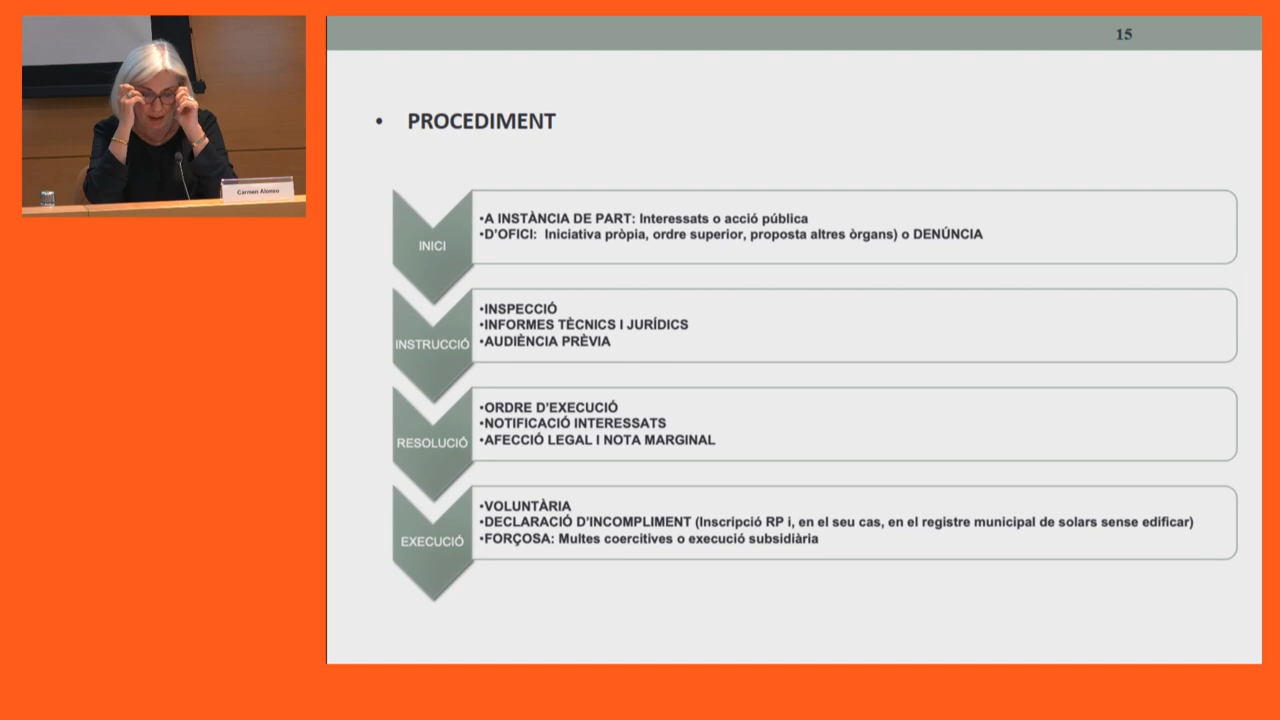 15
• PROCEDIMENT
INICI
•A INSTÀNCIA DE PART: Interessats o acció pública
•D'OFICI: Iniciativa pròpia, ordre superior, proposta altres òrgans) o DENÚNCIA
INSTRUCCIÓ
•INSPECCIÓ
•INFORMES TÈCNICS I JURÍDICS
•AUDIÈNCIA PRÈVIA
RESOLUCIÓ
•ORDRE D'EXECUCIÓ
•NOTIFICACIÓ INTERESSATS
•AFECCIÓ LEGAL I NOTA MARGINAL
EXECUCIÓ
•VOLUNTÀRIA
•DECLARACIÓ D'INCOMPLIMENT (Inscripció RP i, en el seu cas, en el registre municipal de solars sense edificar)
•FORÇOSA: Multes coercitives o execució subsidiària
Carmen Alonso